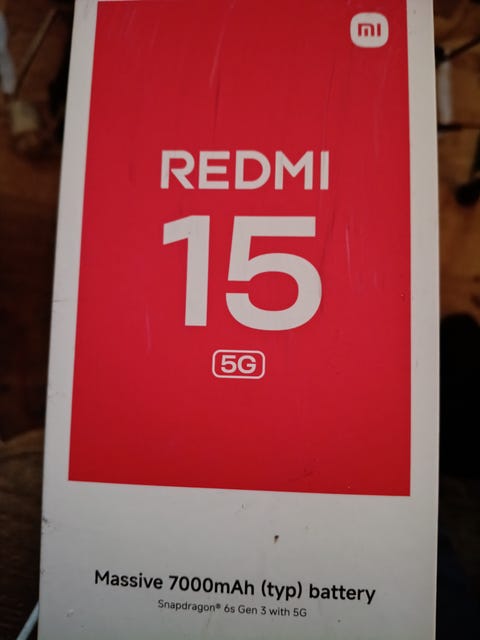 mi
REDMI
15
5G
Massive 7000mAh (typ) battery
Snapdragon® 6s Gen 3 with 5G